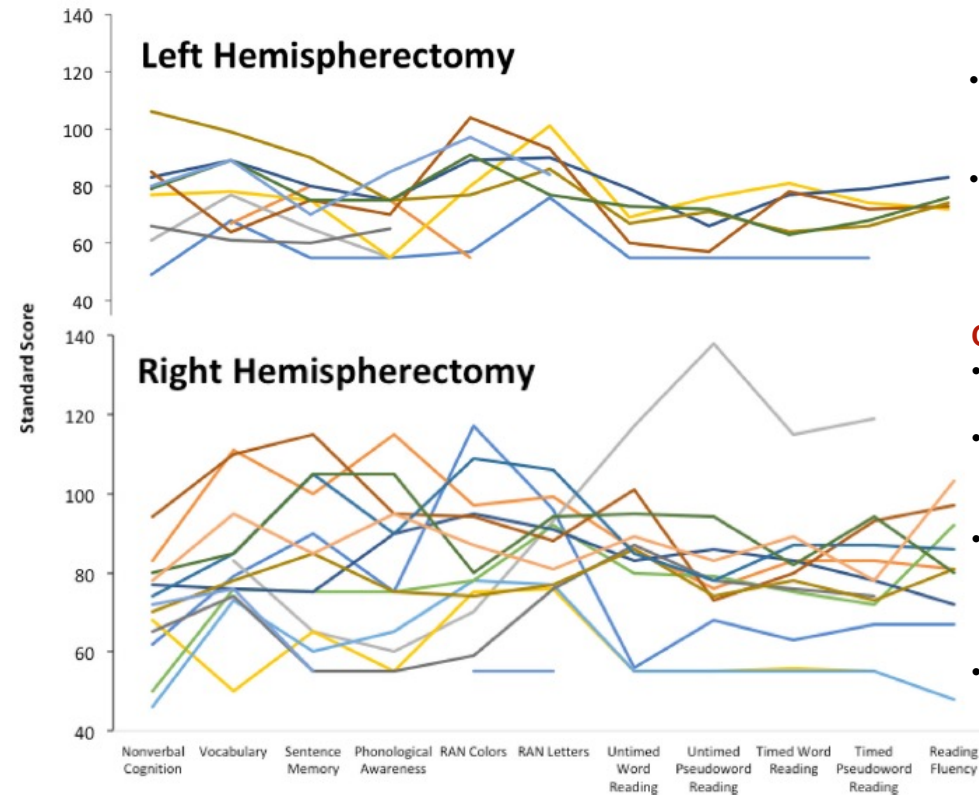 140
Left Hemispherectomy
120
100
80
60
40
Standard Score
140
Right Hemispherectomy
120
100
80
60
40
Nonverbal
Cognition
Vocabulary
Sentence
Memory
Phonological
Awareness
RAN Colors
RAN Letters
Untimed
Word
Reading
Untimed
Pseudoword
Reading
Timed Word
Reading
Timed
Pseudoword
Reading
Reading
Fluency